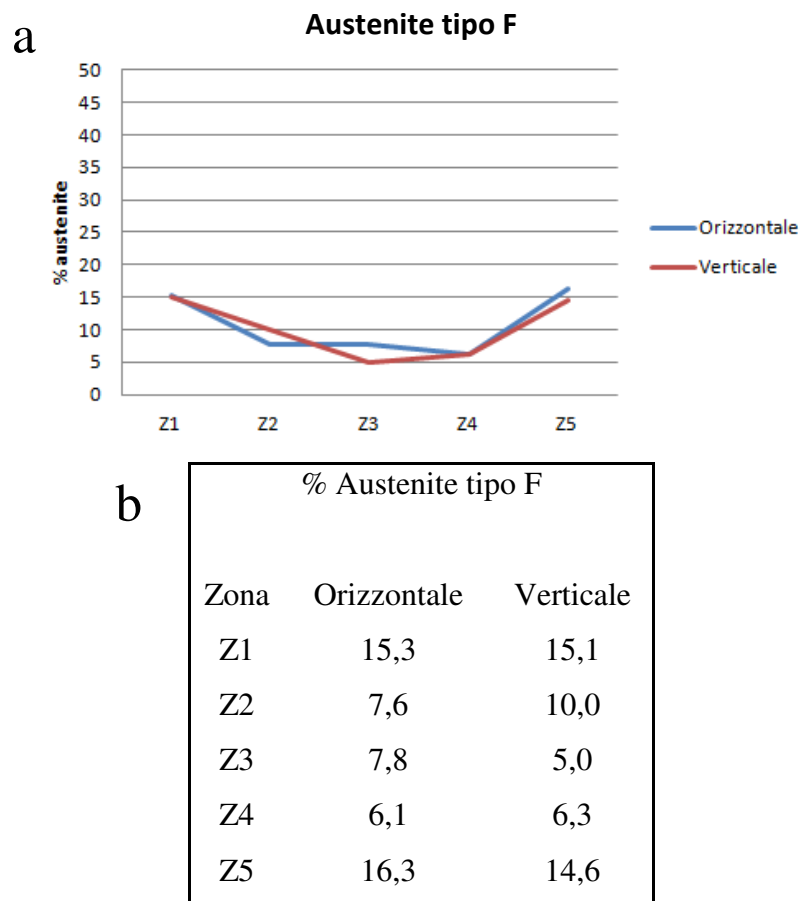 a
Austenite tipo F
% austenite
50
45
40
35
30
25
20
15
10
5
0
Z1 Z2 Z3 Z4 Z5
Orizzontale
Verticale
b
% Austenite tipo F
Zona Orizzontale Verticale
Z1 15,3 15,1
Z2 7,6 10,0
Z3 7,8 5,0
Z4 6,1 6,3
Z5 16,3 14,6